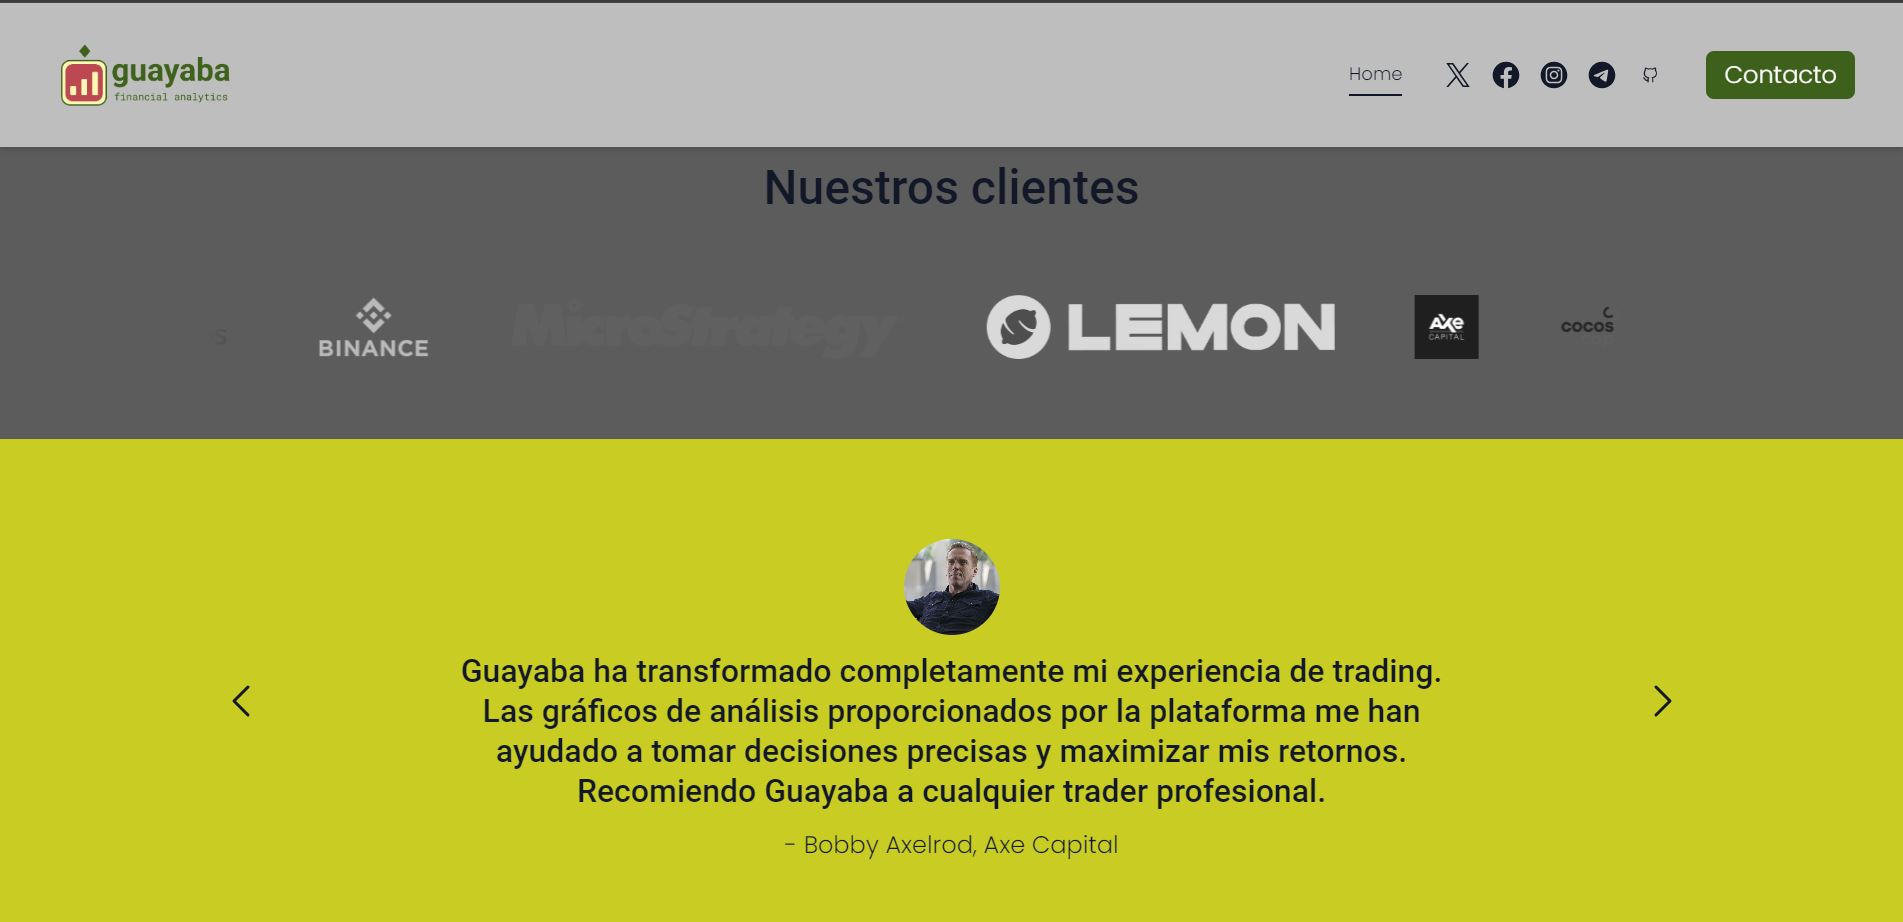 guayaba
financial analytics
Home
Contacto
Nuestros clientes
S
BINANCE
MicroStrategy
LEMON
AXe
CAPITAL
cocos
Guayaba ha transformado completamente mi experiencia de trading.
Las gráficos de análisis proporcionados por la plataforma me han
ayudado a tomar decisiones precisas y maximizar mis retornos.
Recomiendo Guayaba a cualquier trader profesional.
- Bobby Axelrod, Axe Capital